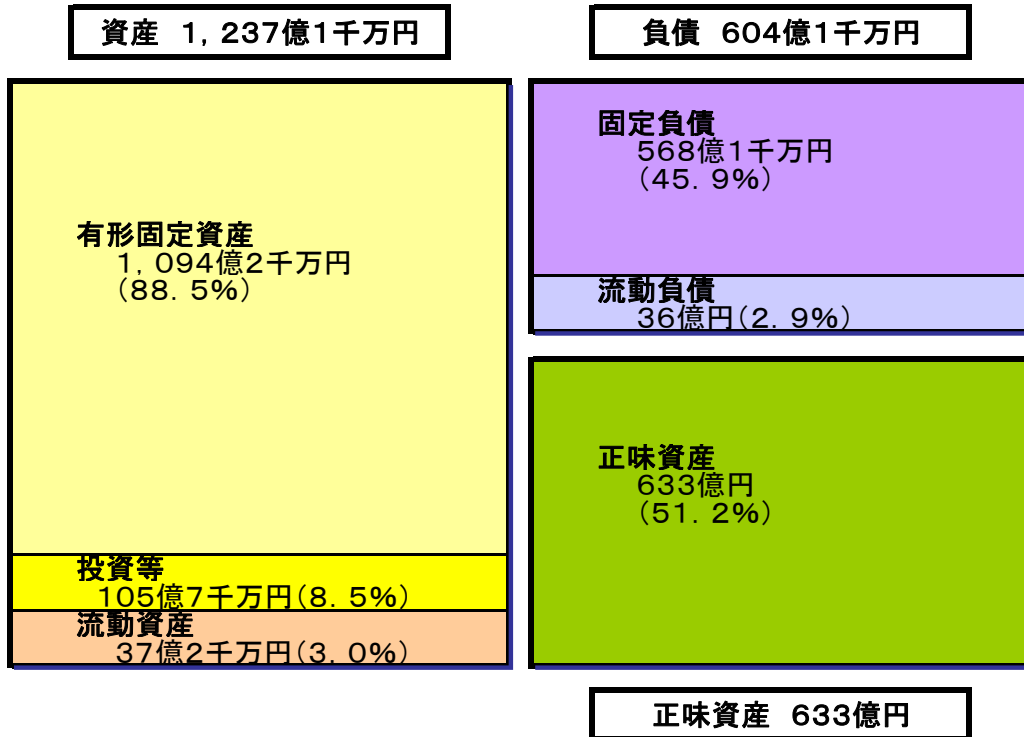 資産　1，237億1千万円
負債　604億1千万円
有形固定資産
1，094億2千万円
（88．5%）
投資等
105億7千万円（8．5%）
流動資産
37億2千万円（3．0%）
固定負債
568億1千万円
（45．9%）
流動負債
36億円（2．9%）
正味資産
633億円
（51．2%）
正味資産　633億円